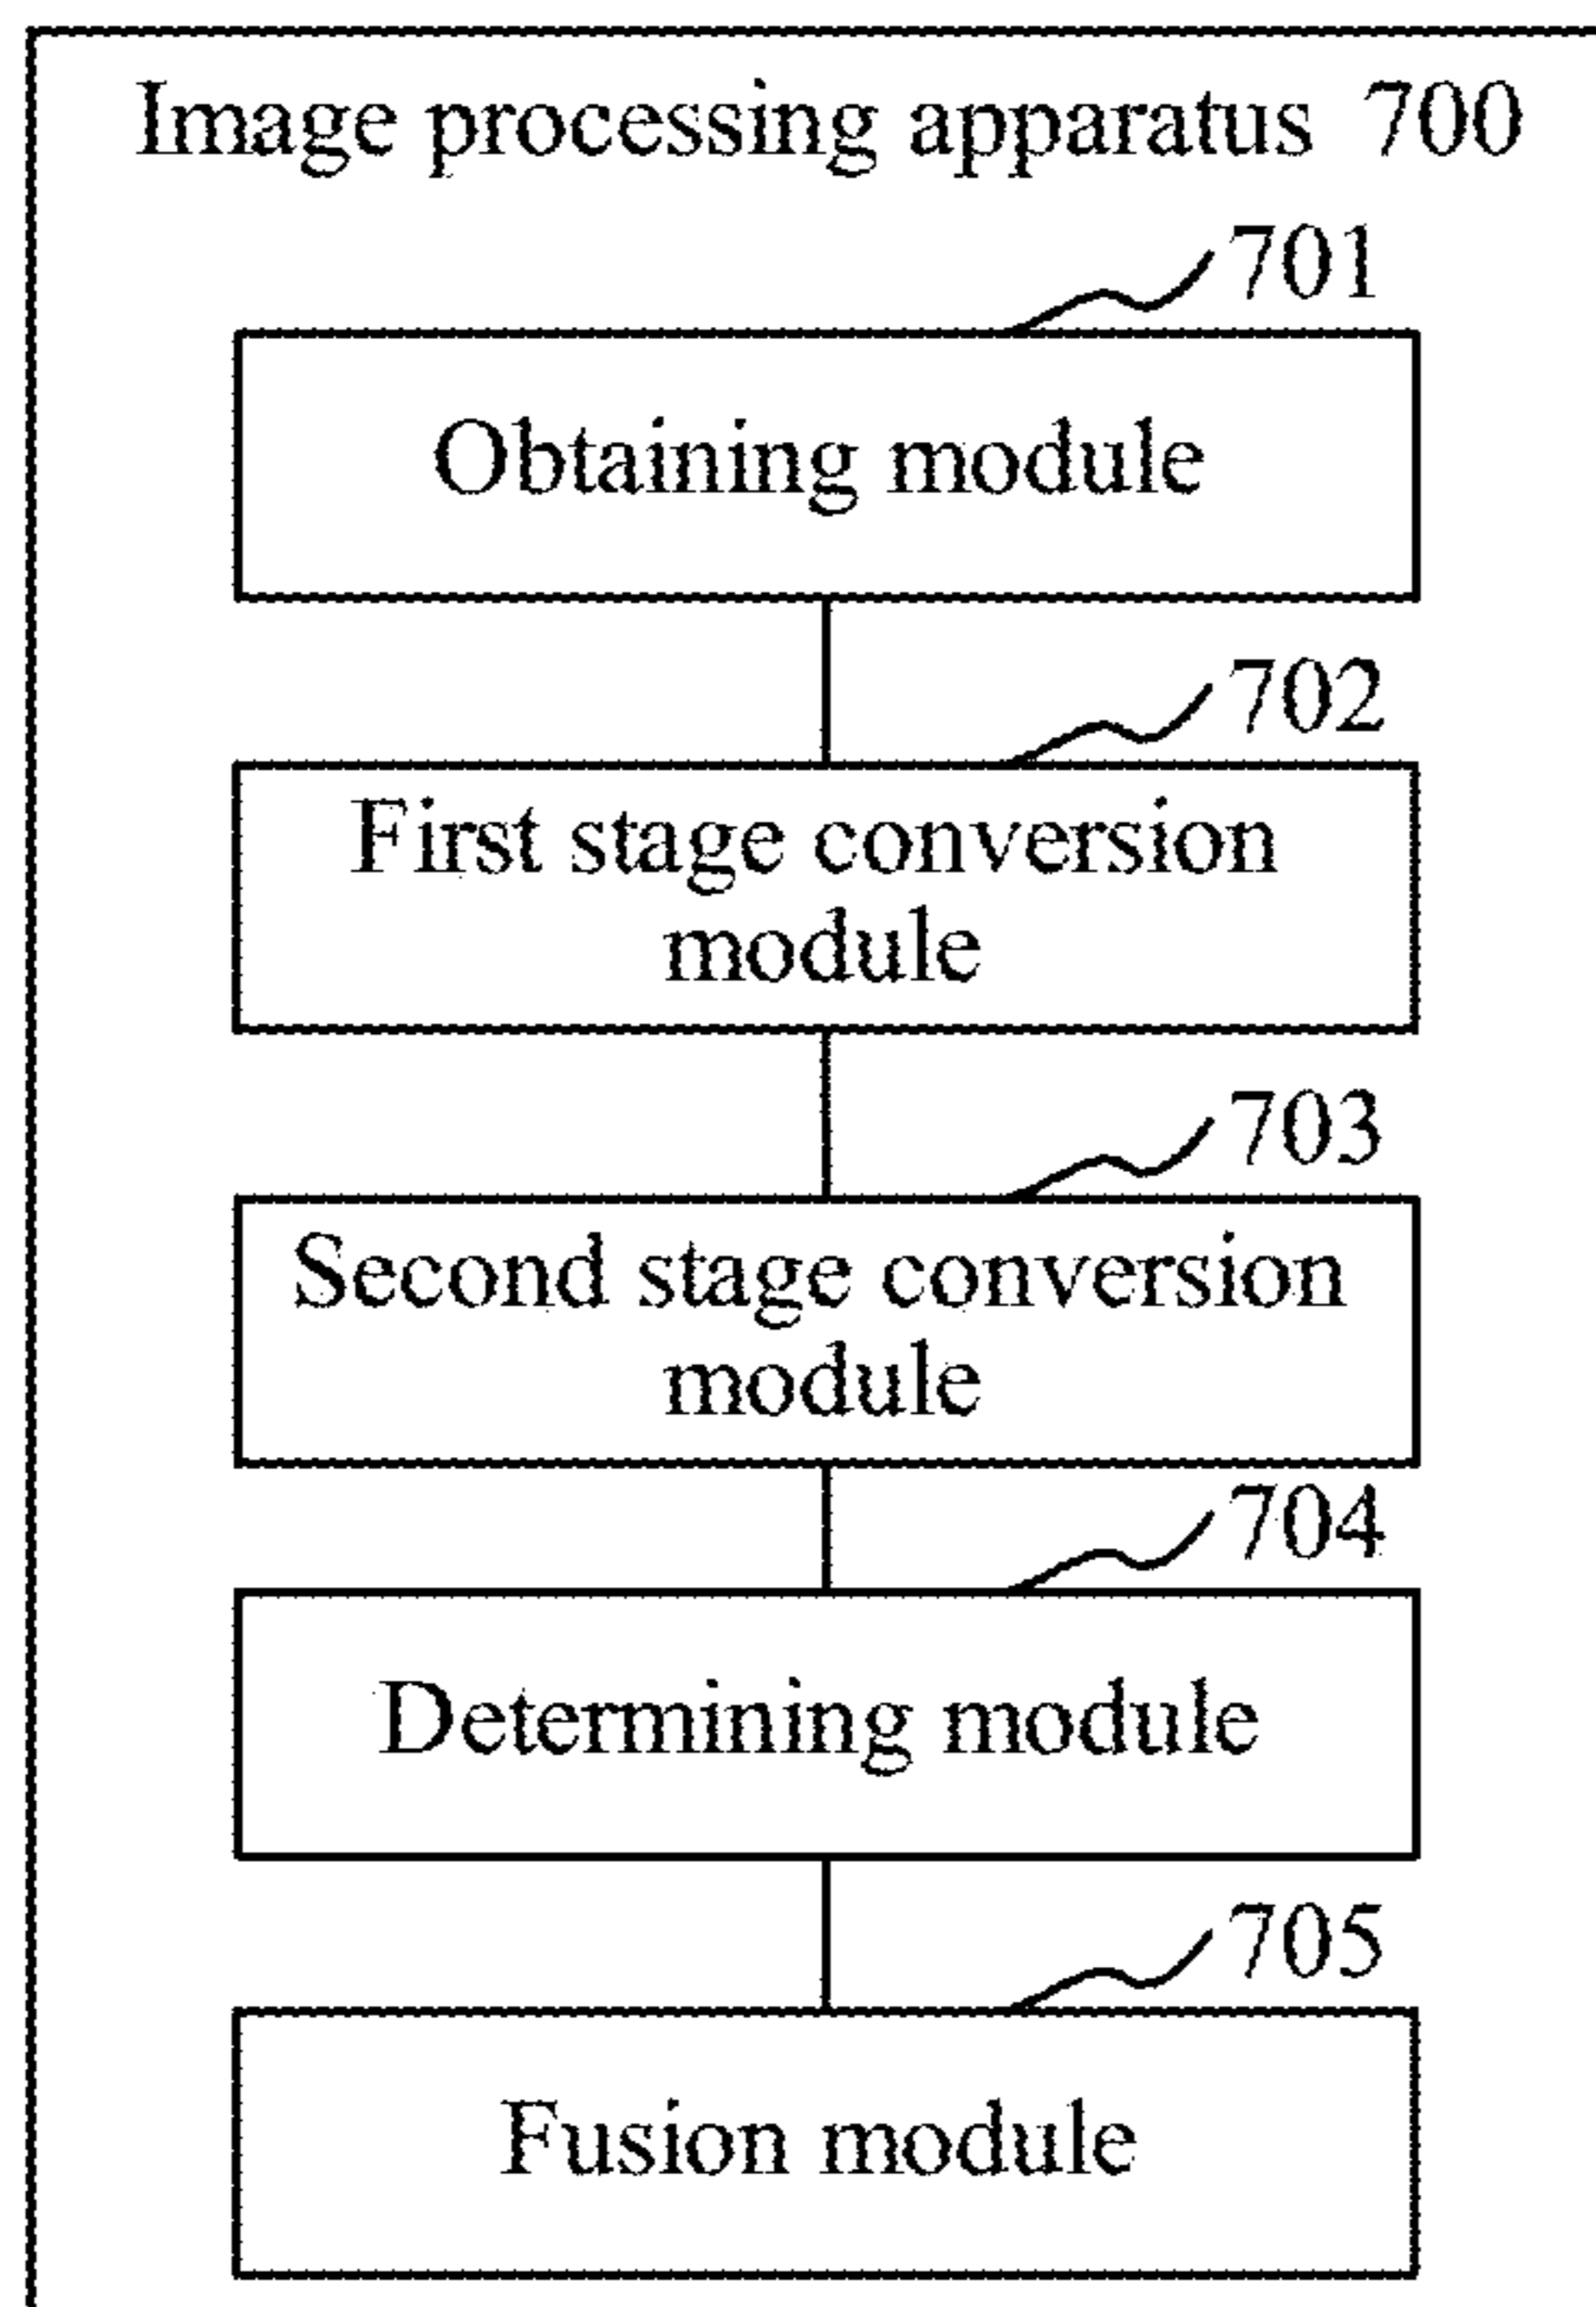 Image processing apparatus 700
701
Obtaining module
702
First stage conversion
module
703
Second stage conversion
module
704
Determining module
705
Fusion module